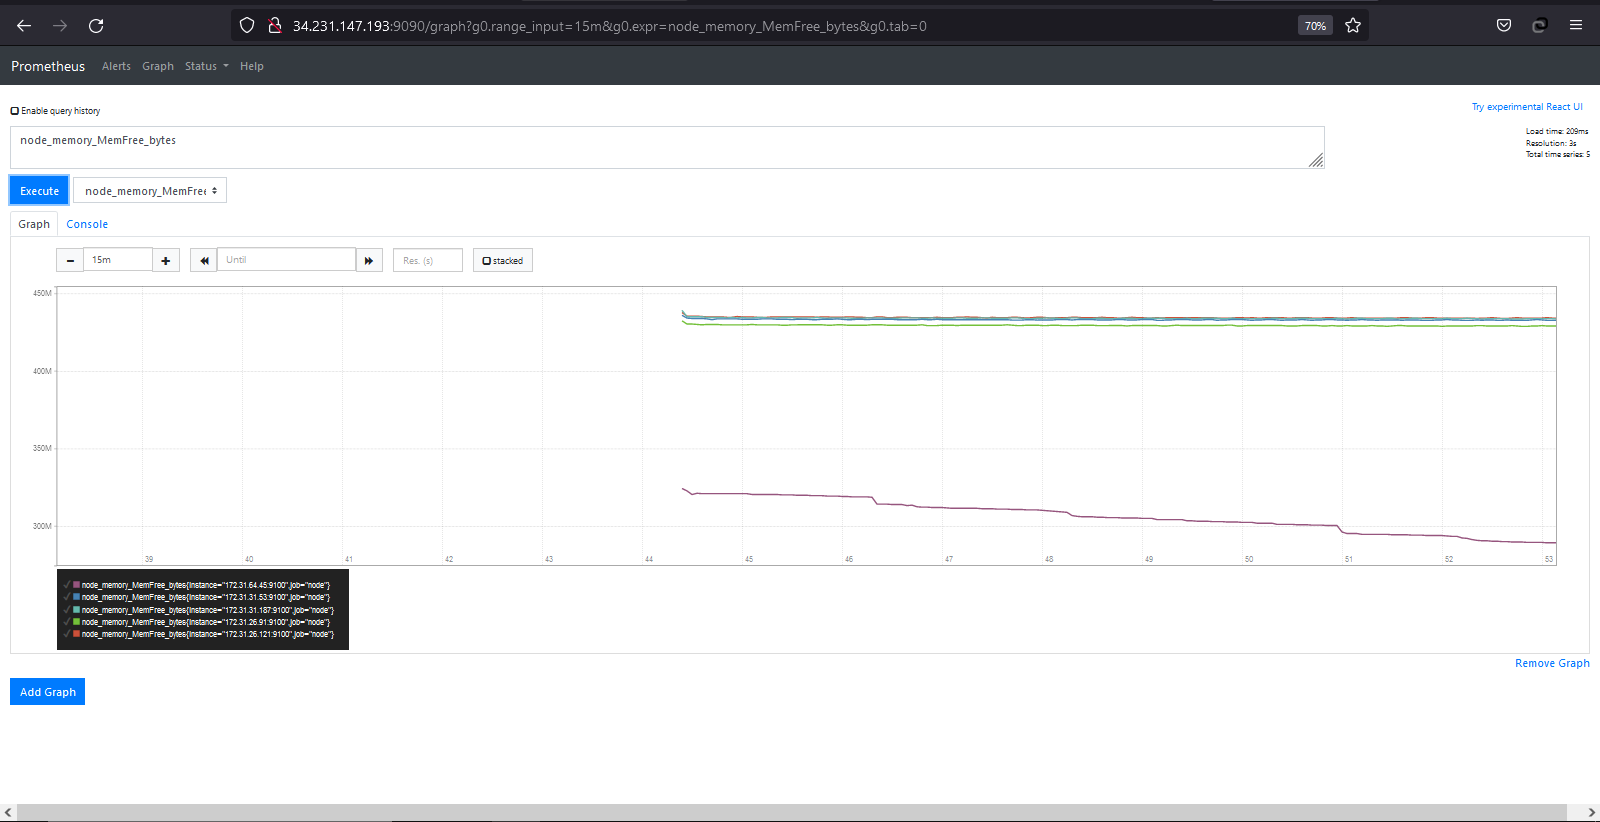 34.231.147.193:9090/graph?g0.range_input=15m&g0.expr=node_memory_MemFree_bytes&g0.tab=0
70%
Prometheus Alerts Graph Status Help
Enable query history
Try experimental React UI
node_memory_MemFree_bytes
Load time: 209ms
Resolution: 3s
Total time series: 5
Execute node_memory_MemFree
Graph Console
15m Until Res. (s) stacked
450M
400M
350M
300M
39 40 41 42 43 44 45 46 47 48 49 50 51 52 53
node_memory_MemFree_bytes{instance="172.31.64.45:9100",job="node"}
node_memory_MemFree_bytes{instance="172.31.31.53:9100",job="node"}
node_memory_MemFree_bytes{instance="172.31.31.187:9100",job="node"}
node_memory_MemFree_bytes{instance="172.31.26.91:9100",job="node"}
node_memory_MemFree_bytes{instance="172.31.26.121:9100",job="node"}
Remove Graph
Add Graph